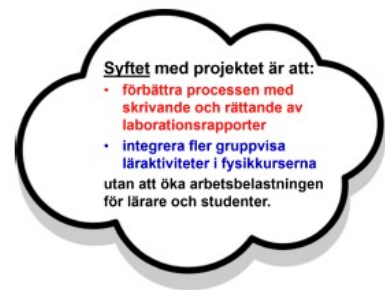 Syftet med projektet är att:
• förbättra processen med
skrivande och rättande av
laborationsrapporter
• integrera fler gruppvisa
läraktiviteter i fysikkurserna
utan att öka arbetsbelastningen
för lärare och studenter.